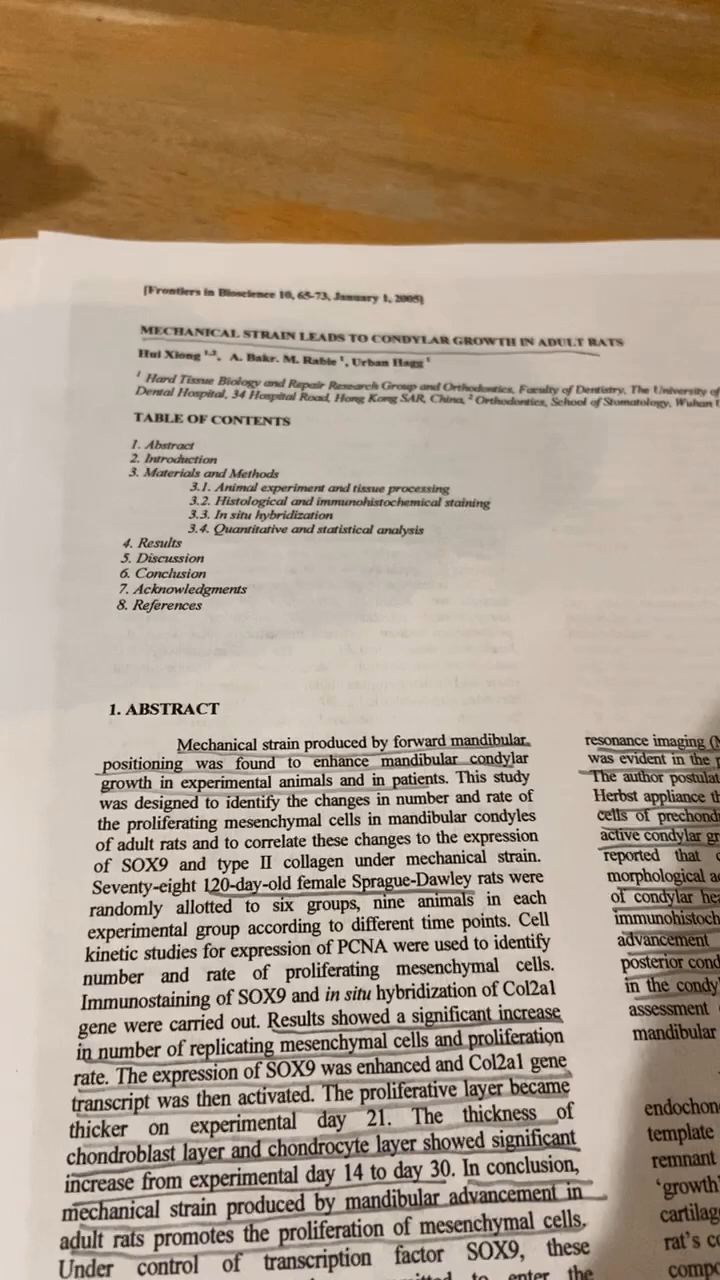 [Frontiers in Bioscience 10, 65-73, January 1, 2005]
MECHANICAL STRAIN LEADS TO CONDYLAR GROWTH IN ADULT RATS
Hui Xiong 1,2, A. Bakr. M. Rabie 1, Urban Hagg 1
1 Hard Tissue Biology and Repair Research Group and Orthodontics, Faculty of Dentistry, The University of
Dental Hospital, 34 Hospital Road, Hong Kong SAR, China, 2 Orthodontics, School of Stomatology, Wuhan
TABLE OF CONTENTS
1. Abstract
2. Introduction
3. Materials and Methods
3.1. Animal experiment and tissue processing
3.2. Histological and immunohistochemical staining
3.3. In situ hybridization
3.4. Quantitative and statistical analysis
4. Results
5. Discussion
6. Conclusion
7. Acknowledgments
8. References
1. ABSTRACT
Mechanical strain produced by forward mandibular
positioning was found to enhance mandibular condylar
growth in experimental animals and in patients. This study
was designed to identify the changes in number and rate of
the proliferating mesenchymal cells in mandibular condyles
of adult rats and to correlate these changes to the expression
of SOX9 and type II collagen under mechanical strain.
Seventy-eight 120-day-old female Sprague-Dawley rats were
randomly allotted to six groups, nine animals in each
experimental group according to different time points. Cell
kinetic studies for expression of PCNA were used to identify
number and rate of proliferating mesenchymal cells.
Immunostaining of SOX9 and in situ hybridization of Col2a1
gene were carried out. Results showed a significant increase
in number of replicating mesenchymal cells and proliferation
rate. The expression of SOX9 was enhanced and Col2a1 gene
transcript was then activated. The proliferative layer became
thicker on experimental day 21. The thickness of
chondroblast layer and chondrocyte layer showed significant
increase from experimental day 14 to day 30. In conclusion,
mechanical strain produced by mandibular advancement in
adult rats promotes the proliferation of mesenchymal cells.
Under control of transcription factor SOX9, these
to enter the
resonance imaging (
was evident in the
The author postulat
Herbst appliance th
cells of prechond
active condylar gr
reported that
morphological a
of condylar hea
immunohistoch
advancement
posterior cond
in the condy
assessment
mandibular
endochon
template
remnant
'growth'
cartilag
rat's c
comp